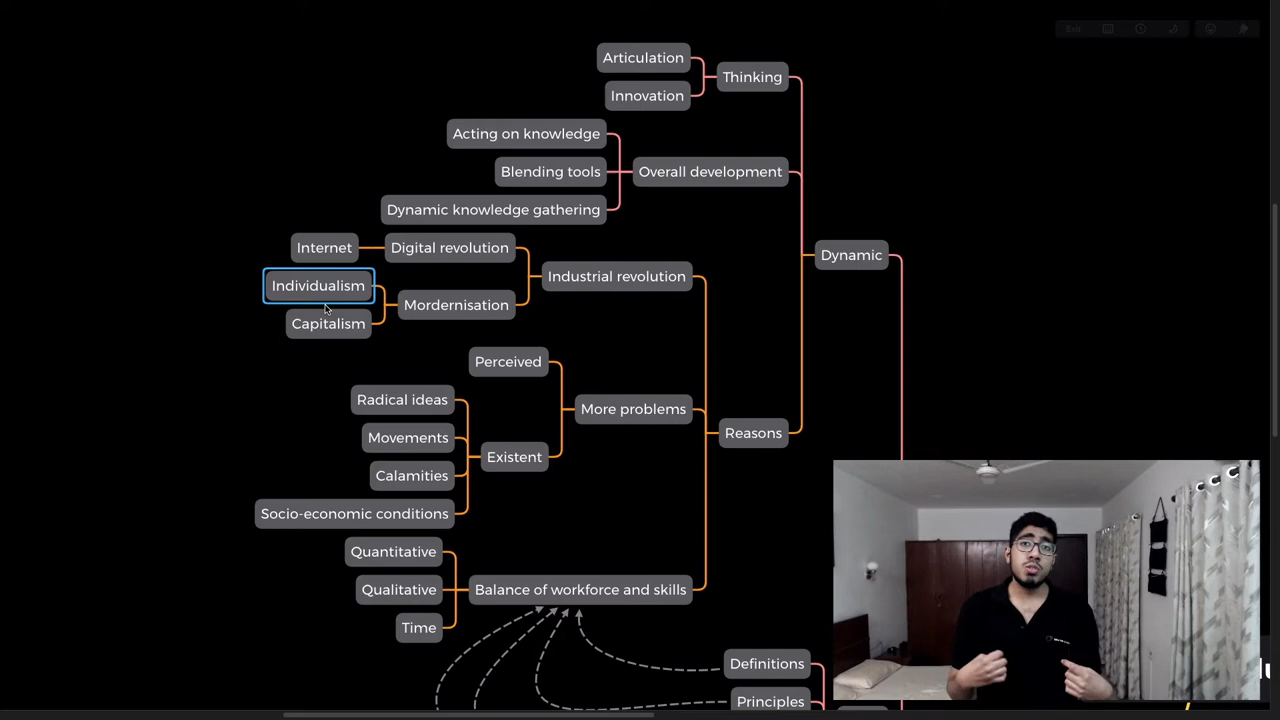 Exit
Articulation
Thinking
Innovation
Acting on knowledge
Blending tools
Overall development
Dynamic knowledge gathering
Internet
Digital revolution
Dynamic
Individualism
Industrial revolution
Mordernisation
Capitalism
Perceived
Radical ideas
More problems
Movements
Reasons
Existent
Calamities
Socio-economic conditions
Quantitative
Qualitative
Balance of workforce and skills
Time
Definitions
Principles